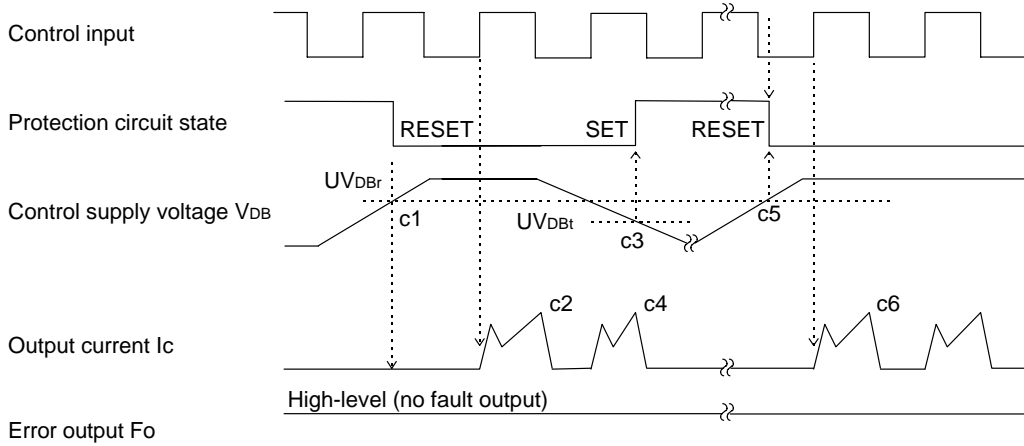 Control input
Protection circuit state
RESET
SET
RESET
UVDBr
Control supply voltage VDB
c1
UVDBt
c3
c5
c2
c4
c6
Output current Ic
High-level (no fault output)
Error output Fo